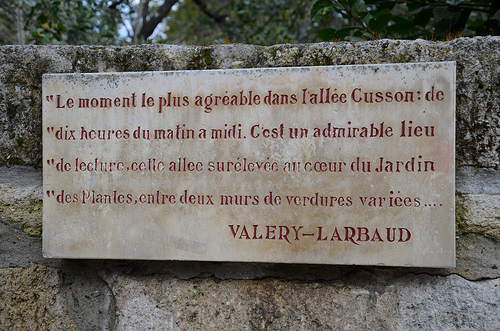 "Le moment le plus agréable dans l'allée Cusson: de
"dix heures du matin a midi. C'est un admirable lieu
"de lecture, cette allee surélevée au cœur du Jardin
"des Plantes, entre deux murs de verdures variées....
VALERY-LARBAUD